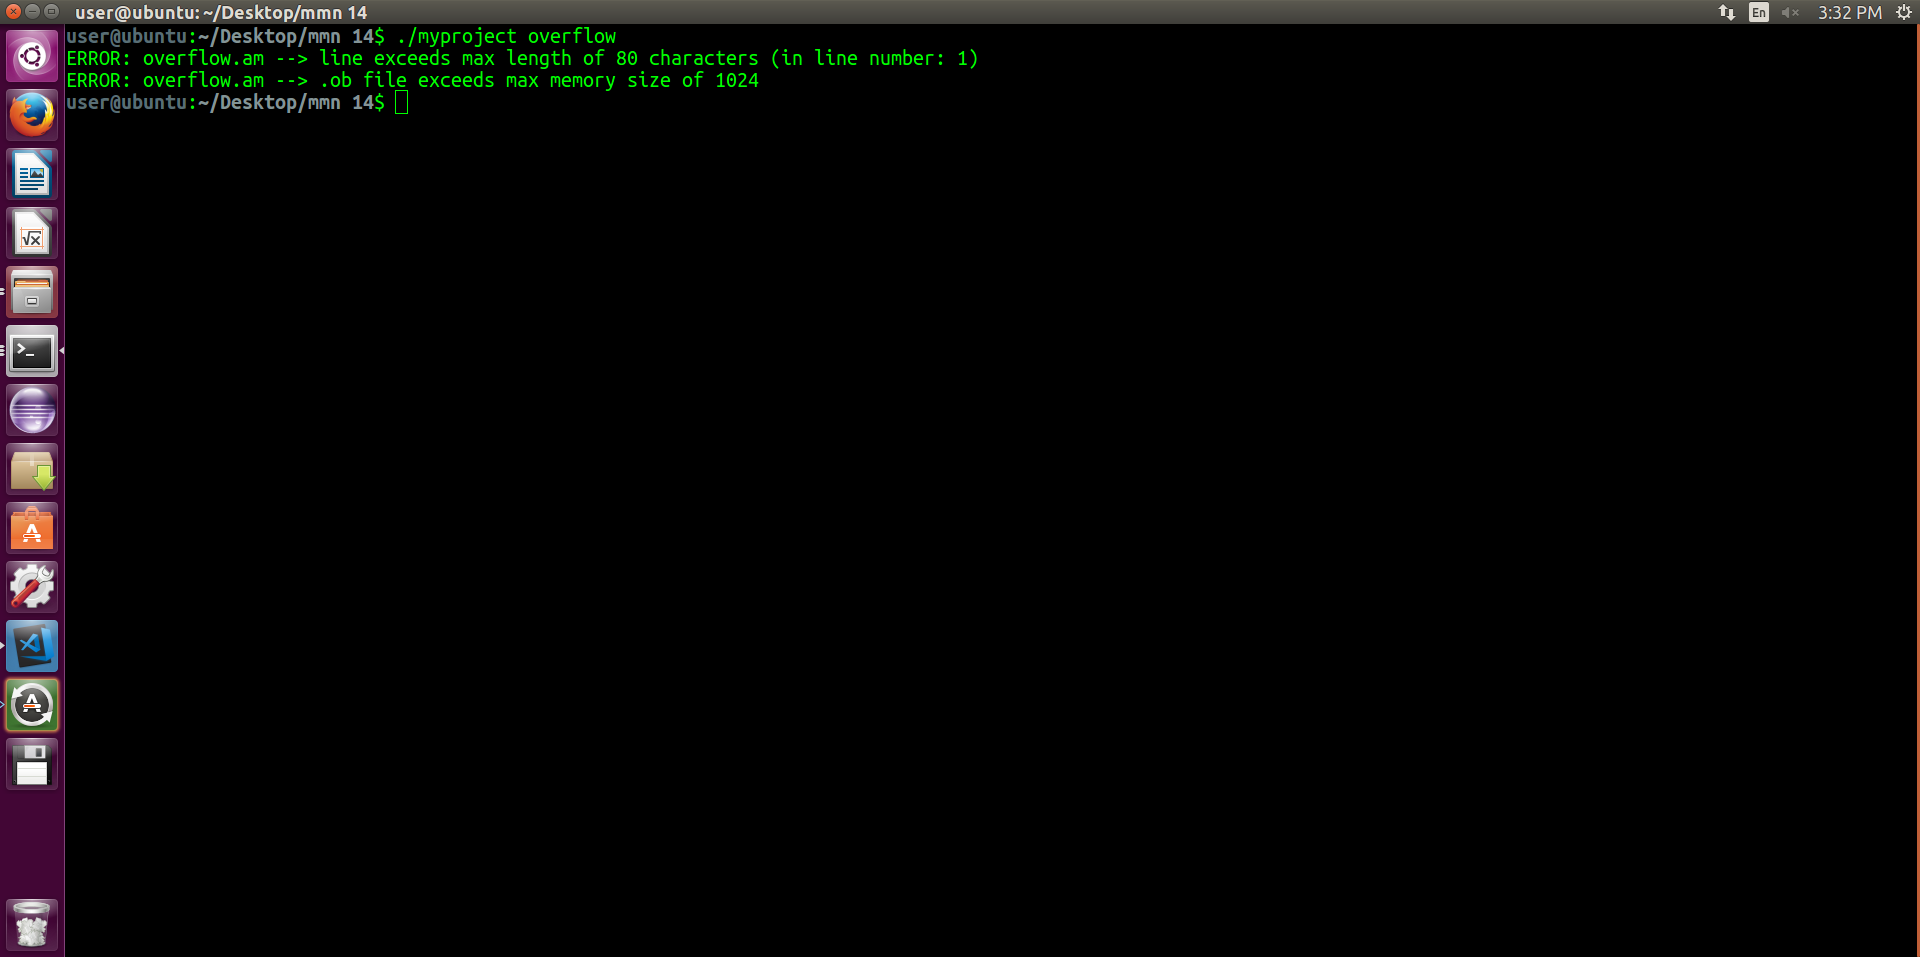 user@ubuntu: ~/Desktop/mmn 14
En
3:32 PM
user@ubuntu:~/Desktop/mmn 14$ ./myproject overflow
ERROR: overflow.am --> line exceeds max length of 80 characters (in line number: 1)
ERROR: overflow.am --> .ob file exceeds max memory size of 1024
user@ubuntu:~/Desktop/mmn 14$